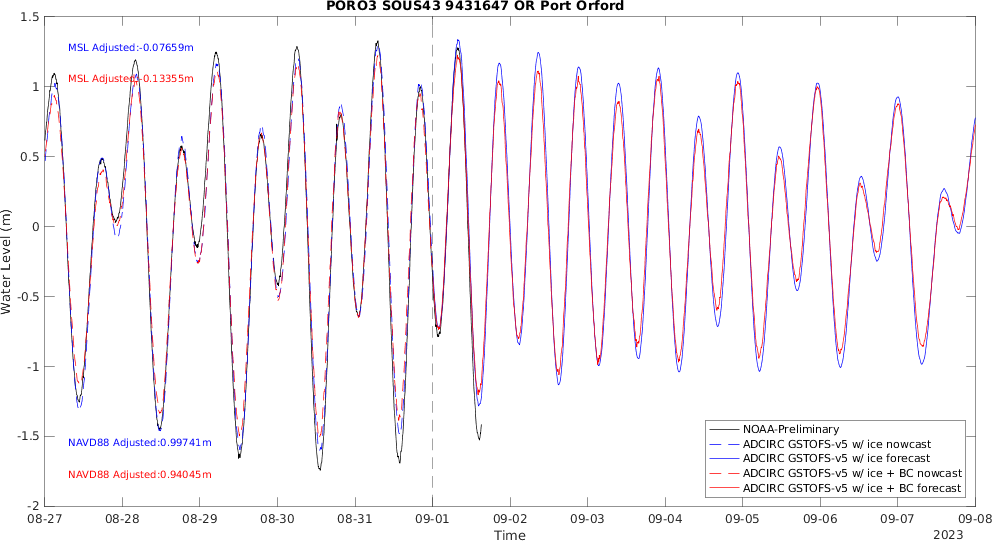 PORO3 SOUS43 9431647 OR Port Orford
1.5
1
0.5
0
-0.5
-1
-1.5
-2
Water Level (m)
MSL Adjusted:-0.07659m
MSL Adjusted:-0.13355m
NAVD88 Adjusted:0.99741m
NAVD88 Adjusted:0.94045m
NOAA-Preliminary
ADCIRC GSTOFS-v5 w/ ice nowcast
ADCIRC GSTOFS-v5 w/ ice forecast
ADCIRC GSTOFS-v5 w/ ice + BC nowcast
ADCIRC GSTOFS-v5 w/ ice + BC forecast
08-27 08-28 08-29 08-30 08-31 09-01 09-02 09-03 09-04 09-05 09-06 09-07 09-08
Time
2023